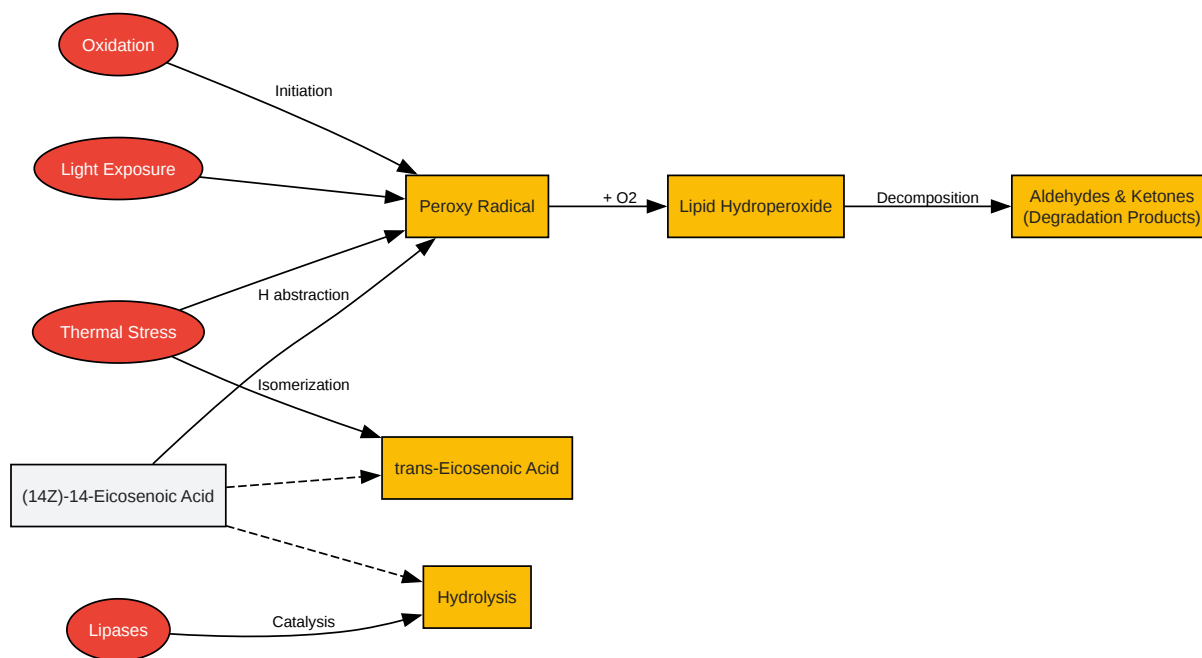 Oxidation
Initiation
Light Exposure
Peroxy Radical
+ O2
Lipid Hydroperoxide
Decomposition
Aldehydes & Ketones
(Degradation Products)
H abstraction
Thermal Stress
Isomerization
trans-Eicosenoic Acid
(14Z)-14-Eicosenoic Acid
Hydrolysis
Catalysis
Lipases